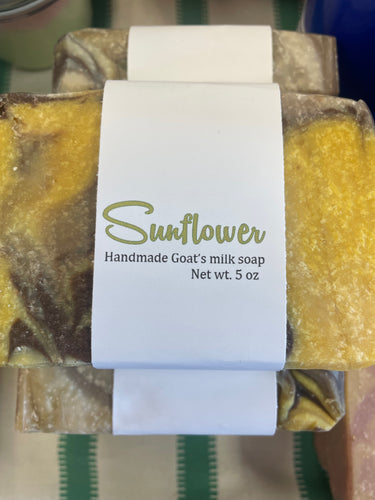 Sunflower
Handmade Goat's milk soap
Net wt. 5 oz